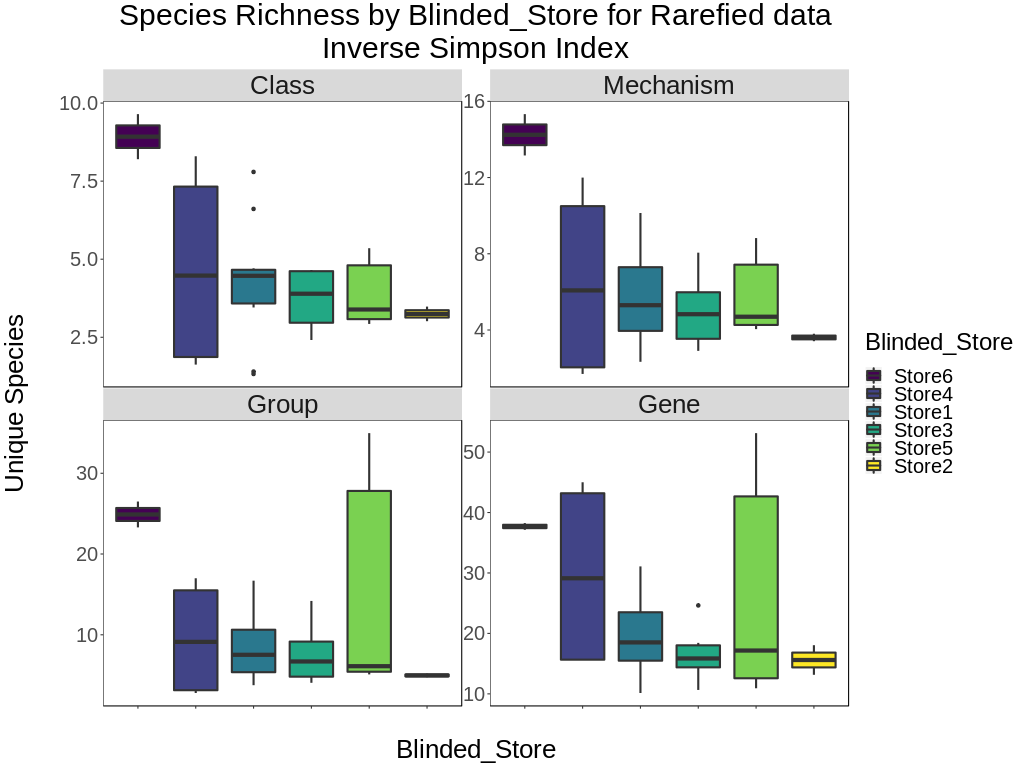 Species Richness by Blinded_Store for Rarefied data
Inverse Simpson Index
Class
Mechanism
10.0
7.5
5.0
2.5
16
12
8
4
Group
Gene
30
20
10
50
40
30
20
10
Unique Species
Blinded_Store
Blinded_Store
Store6
Store4
Store1
Store3
Store5
Store2